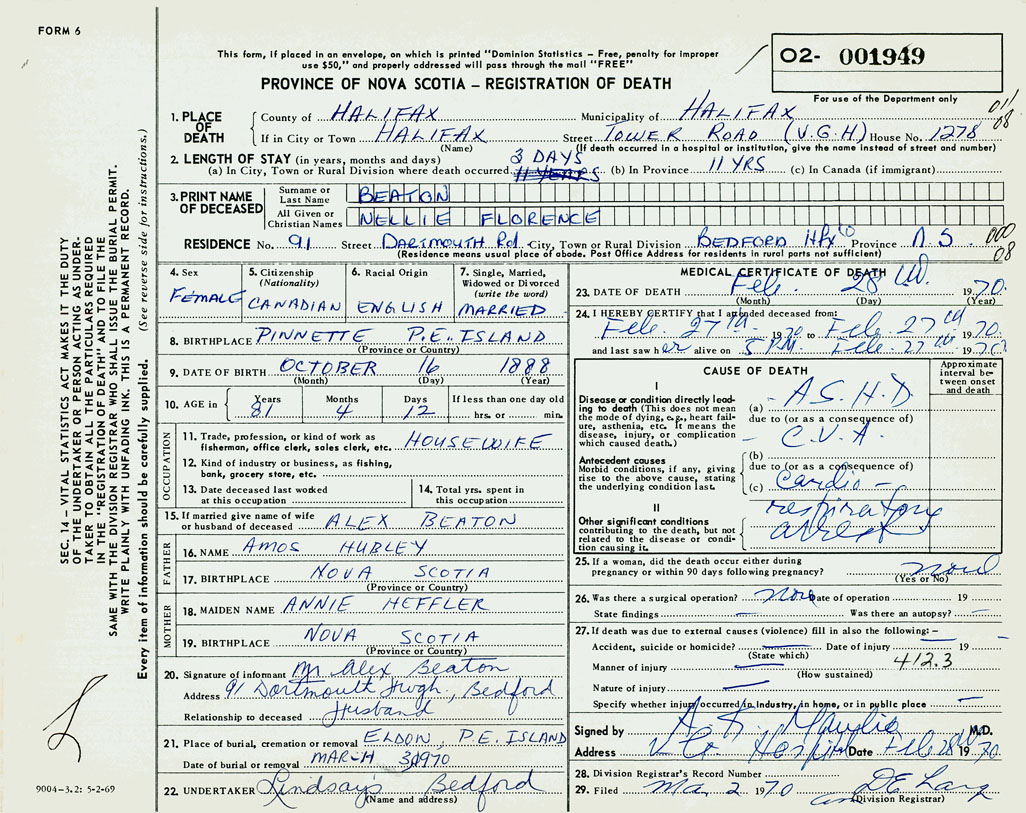 FORM 6
This form, if placed in an envelope, on which is printed "Dominion Statistics – Free, penalty for improper
use $50," and properly addressed will pass through the mail "FREE"
PROVINCE OF NOVA SCOTIA – REGISTRATION OF DEATH
O2- 001949
For use of the Department only
011
08
1. PLACE OF DEATH
County of HALIFAX Municipality of HALIFAX
If in City or Town HALIFAX Street TOWER ROAD (V.G.H) House No. 1278
(Name) (If death occurred in a hospital or institution, give the name instead of street and number)
2. LENGTH OF STAY (in years, months and days) 3 DAYS
(a) In City, Town or Rural Division where death occurred 11 YEARS (b) In Province 11 YRS (c) In Canada (if immigrant)
3. PRINT NAME OF DECEASED
Surname or Last Name BEATON
All Given or Christian Names NELLIE FLORENCE
RESIDENCE No. 91 Street DARTMOUTH Rd. City, Town or Rural Division BEDFORD HFX Co Province N.S. 000
08
(Residence means usual place of abode. Post Office Address for residents in rural parts not sufficient)
4. Sex
FEMALE
5. Citizenship
(Nationality)
CANADIAN
6. Racial Origin
ENGLISH
7. Single, Married,
Widowed or Divorced
(write the word)
MARRIED
8. BIRTHPLACE PINNETTE P.E. ISLAND
(Province or Country)
9. DATE OF BIRTH OCTOBER 16 1888
(Month) (Day) (Year)
10. AGE in
Years Months Days If less than one day old
81 4 12 hrs. or min.
OCCUPATION
11. Trade, profession, or kind of work as
fisherman, office clerk, sales clerk, etc. HOUSEWIFE
12. Kind of industry or business, as fishing,
bank, grocery store, etc.
13. Date deceased last worked
at this occupation
14. Total yrs. spent in
this occupation
15. If married give name of wife
or husband of deceased ALEX BEATON
FATHER
16. NAME AMOS HUBLEY
17. BIRTHPLACE NOVA SCOTIA
(Province or Country)
MOTHER
18. MAIDEN NAME ANNIE HEFFLER
19. BIRTHPLACE NOVA SCOTIA
(Province or Country)
20. Signature of informant Mr Alex Beaton
Address 91 Dartmouth Hwgh., Bedford
Relationship to deceased Husband
21. Place of burial, cremation or removal ELDON, P.E. ISLAND
Date of burial or removal MARCH 3 1970
22. UNDERTAKER Lindsays Bedford
(Name and address)
MEDICAL CERTIFICATE OF DEATH
23. DATE OF DEATH Feb. 28 1970.
(Month) (Day) (Year)
24. I HEREBY CERTIFY that I attended deceased from:
Feb. 27th 1970 to Feb. 27th 1970.
and last saw her alive on 5 PM. Feb. 27th 1970.
CAUSE OF DEATH
Approximate
interval be-
tween onset
and death
I
Disease or condition directly lead-
ing to death (This does not mean
the mode of dying, e.g., heart fail-
ure, asthenia, etc. It means the
disease, injury, or complication
which caused death.)
(a) – A.S.H.D.
due to (or as a consequence of)
– C.V.A.
Antecedent causes
Morbid conditions, if any, giving
rise to the above cause, stating
the underlying condition last.
(b)
due to (or as a consequence of)
(c) Cardio –
respiratory
arrest
II
Other significant conditions
contributing to the death, but not
related to the disease or condi-
tion causing it.
25. If a woman, did the death occur either during
pregnancy or within 90 days following pregnancy?
(Yes or No)
26. Was there a surgical operation? Date of operation 19
State findings Was there an autopsy?
27. If death was due to external causes (violence) fill in also the following: –
Accident, suicide or homicide? Date of injury 19
(State which)
Manner of injury 412.3
(How sustained)
Nature of injury
Specify whether injury occurred in Industry, in home, or in public place
Signed by M.D.
Address V.G. Hospital Date Feb 28 1970
28. Division Registrar's Record Number
29. Filed Mar. 2 1970
(Division Registrar)
SEC. 14 – VITAL STATISTICS ACT MAKES IT THE DUTY
OF THE UNDERTAKER OR PERSON ACTING AS UNDER-
TAKER TO OBTAIN ALL THE PARTICULARS REQUIRED
IN THE "REGISTRATION OF DEATH" AND TO FILE THE
SAME WITH THE DIVISION REGISTRAR WHO SHALL ISSUE THE BURIAL PERMIT.
WRITE PLAINLY WITH UNFADING INK. THIS IS A PERMANENT RECORD.
Every item of information should be carefully supplied. (See reverse side for instructions.)
9004-3.2: 5-2-69